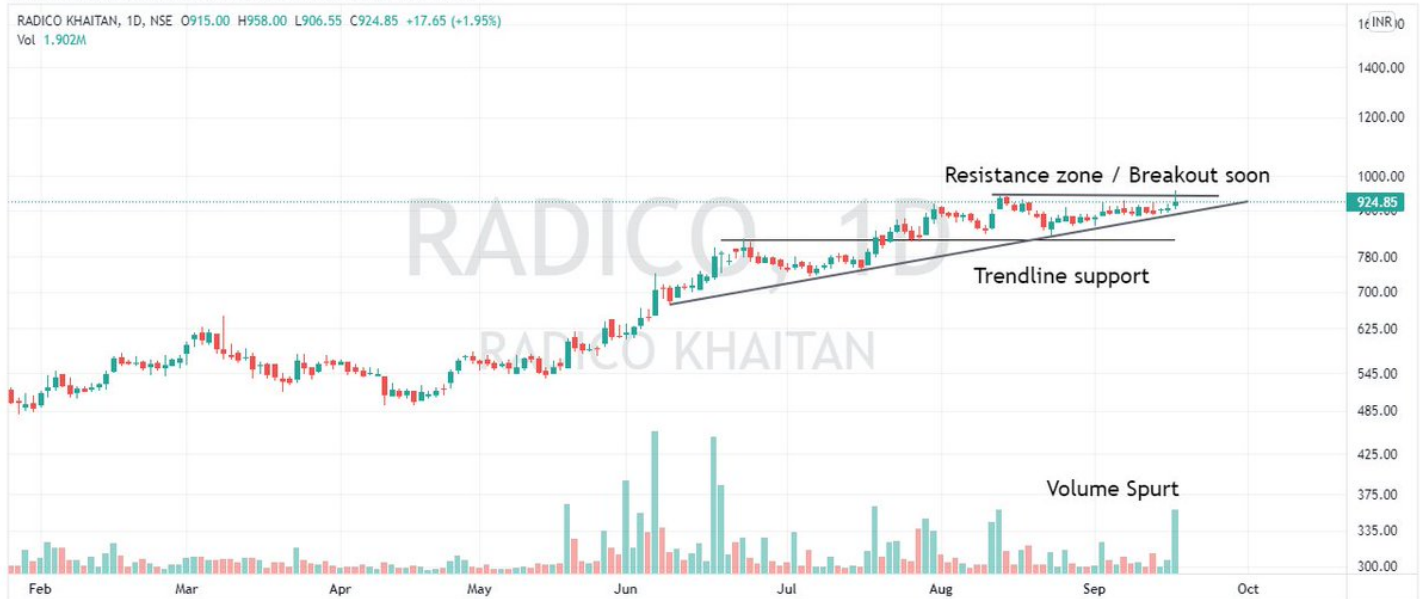 RADICO KHAITAN, 1D, NSE O915.00 H958.00 L906.55 C924.85 +17.65 (+1.95%)
Vol 1.902M
INR
1400.00
1200.00
Resistance zone / Breakout soon
1000.00
924.85
RADICO, 1D
780.00
Trendline support
700.00
625.00
RADICO KHAITAN
545.00
485.00
425.00
Volume Spurt
375.00
335.00
300.00
Feb Mar Apr May Jun Jul Aug Sep Oct